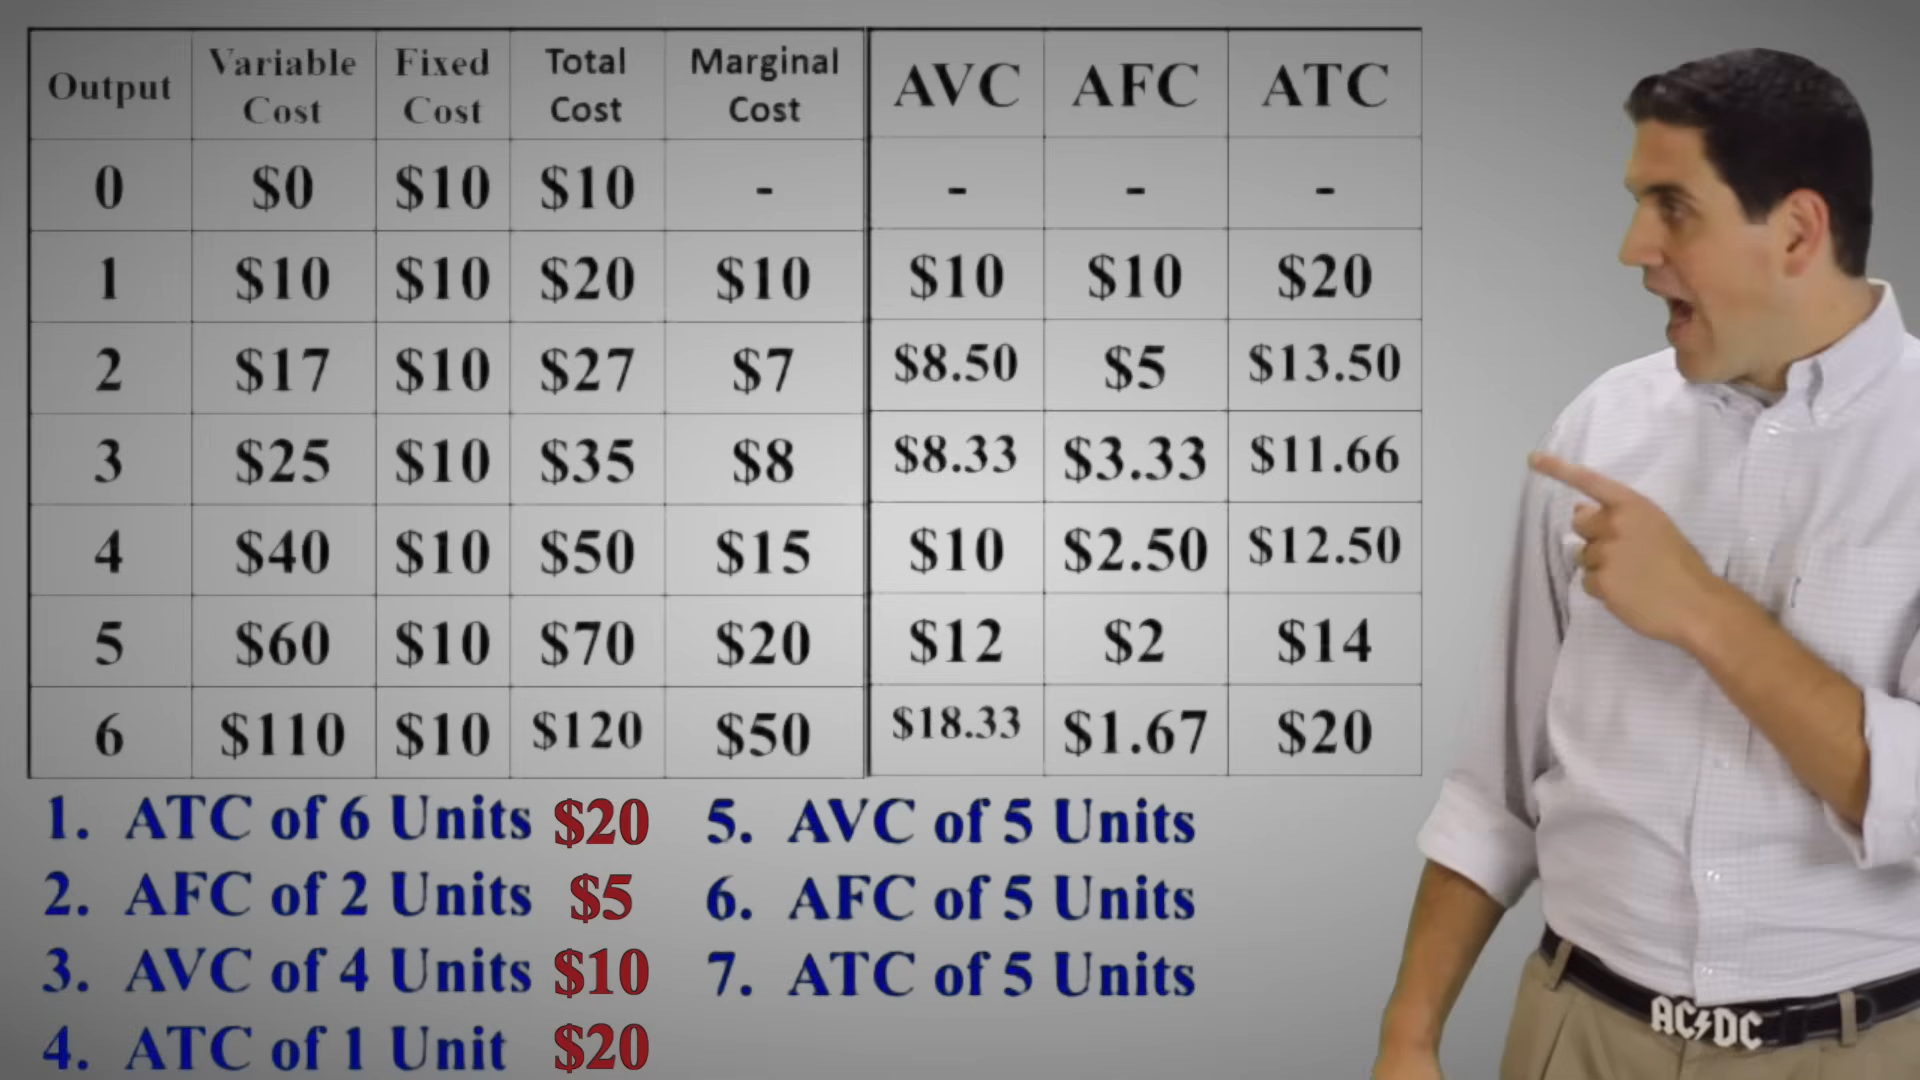 Output Variable Cost Fixed Cost Total Cost Marginal Cost AVC AFC ATC
0 $0 $10 $10 - - - -
1 $10 $10 $20 $10 $10 $10 $20
2 $17 $10 $27 $7 $8.50 $5 $13.50
3 $25 $10 $35 $8 $8.33 $3.33 $11.66
4 $40 $10 $50 $15 $10 $2.50 $12.50
5 $60 $10 $70 $20 $12 $2 $14
6 $110 $10 $120 $50 $18.33 $1.67 $20
1. ATC of 6 Units $20
2. AFC of 2 Units $5
3. AVC of 4 Units $10
4. ATC of 1 Unit $20
5. AVC of 5 Units
6. AFC of 5 Units
7. ATC of 5 Units
AC⚡DC